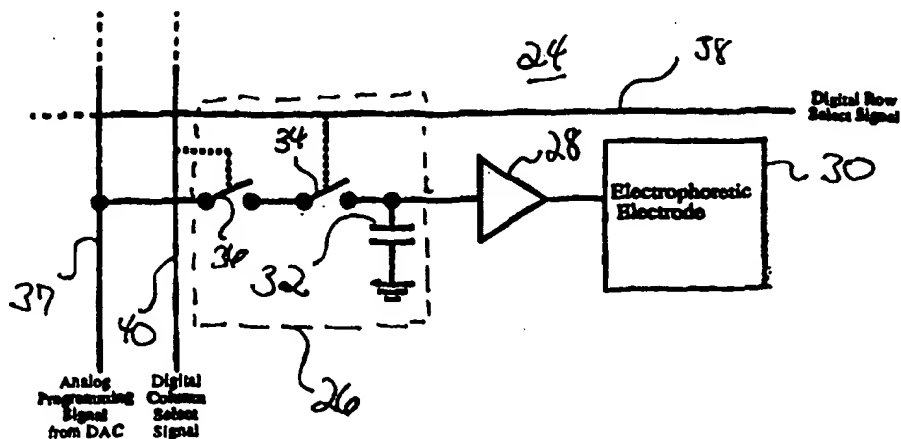 24
38
Digital Row
Select Signal
34
28
30
Electrophoretic
Electrode
36
32
37
40
26
Analog
Programming
Signal
from DAC
Digital
Column
Select
Signal